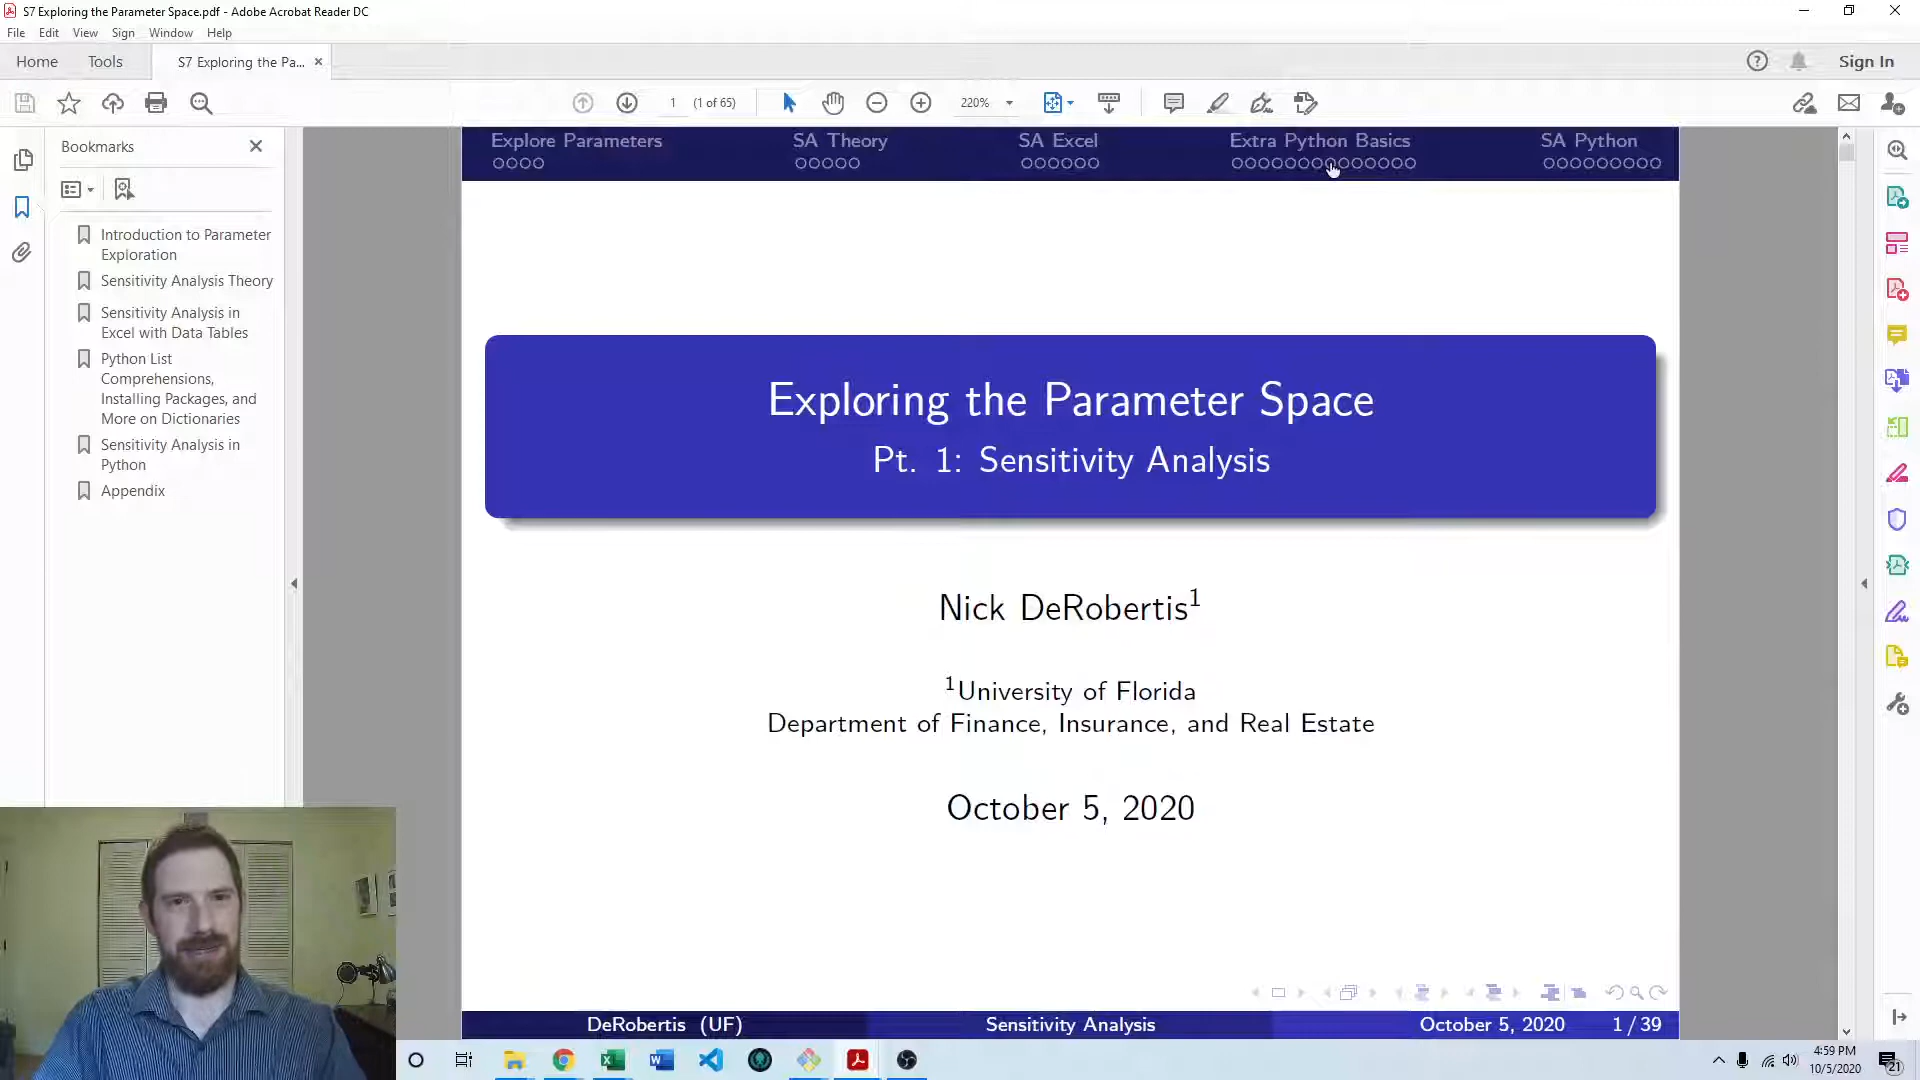 S7 Exploring the Parameter Space.pdf - Adobe Acrobat Reader DC
File Edit View Sign Window Help
Home Tools S7 Exploring the Pa... Sign In
1 (1 of 65) 220%
Bookmarks
Introduction to Parameter
Exploration
Sensitivity Analysis Theory
Sensitivity Analysis in
Excel with Data Tables
Python List
Comprehensions,
Installing Packages, and
More on Dictionaries
Sensitivity Analysis in
Python
Appendix
Explore Parameters SA Theory SA Excel Extra Python Basics SA Python
Exploring the Parameter Space
Pt. 1: Sensitivity Analysis
Nick DeRobertis¹
¹University of Florida
Department of Finance, Insurance, and Real Estate
October 5, 2020
DeRobertis (UF) Sensitivity Analysis October 5, 2020 1 / 39
4:59 PM
10/5/2020
21